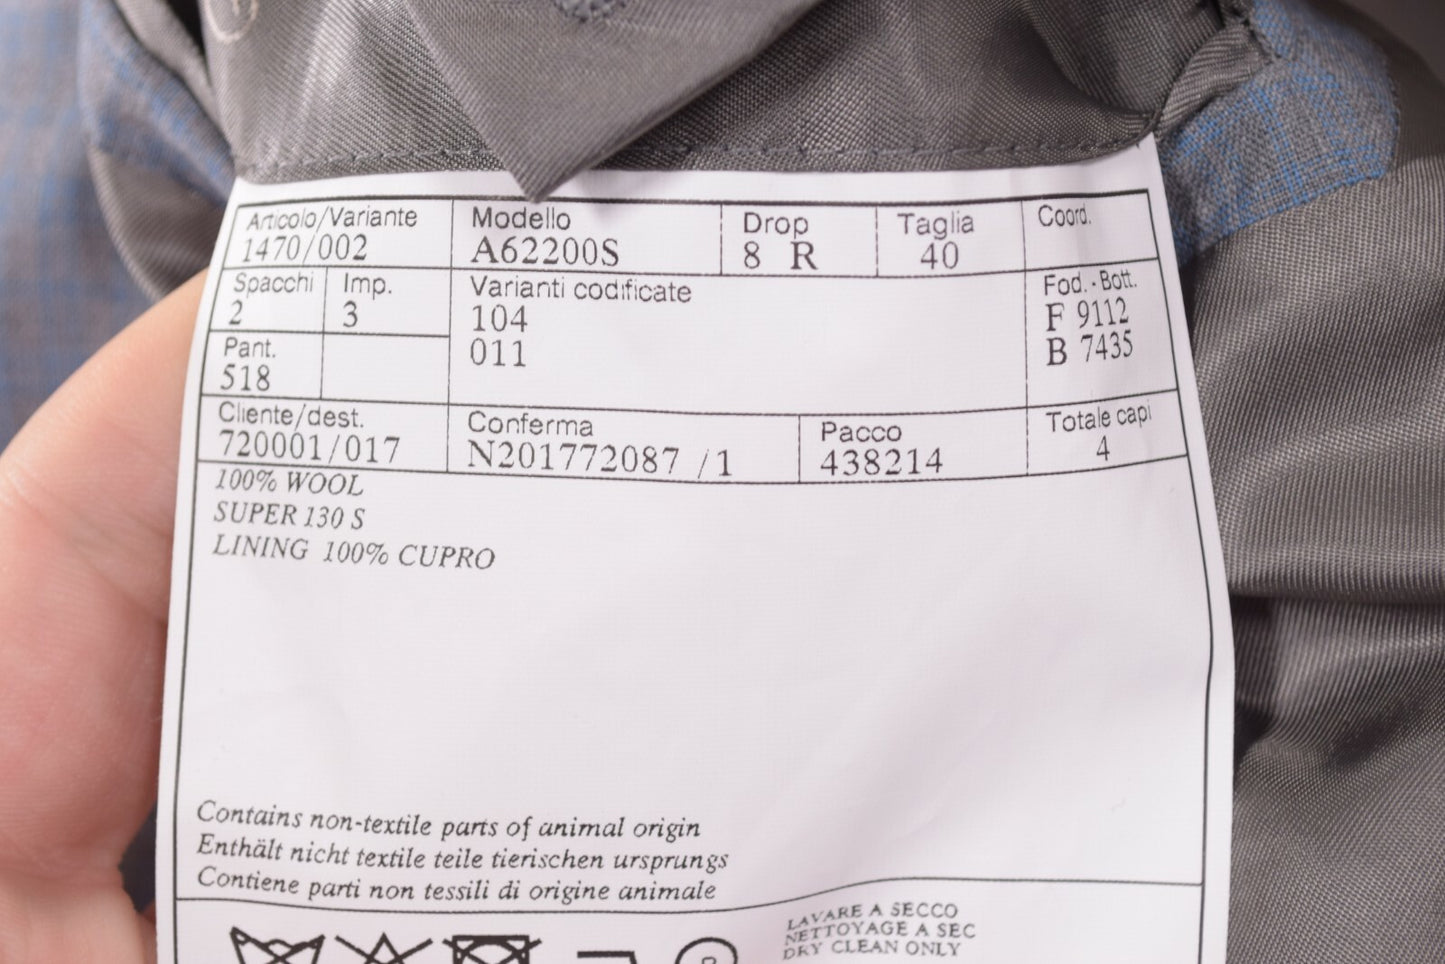 Articolo/Variante Modello Drop Taglia Coord.
1470/002 A62200S 8 R 40
Spacchi Imp. Varianti codificate Fod.-Bott.
2 3 104 F 9112
011 B 7435
Pant.
518
Cliente/dest. Conferma Pacco Totale capi
720001/017 N201772087 /1 438214 4
100% WOOL
SUPER 130 S
LINING 100% CUPRO
Contains non-textile parts of animal origin
Enthält nicht textile teile tierischen ursprungs
Contiene parti non tessili di origine animale
LAVARE A SECCO
NETTOYAGE A SEC
DRY CLEAN ONLY